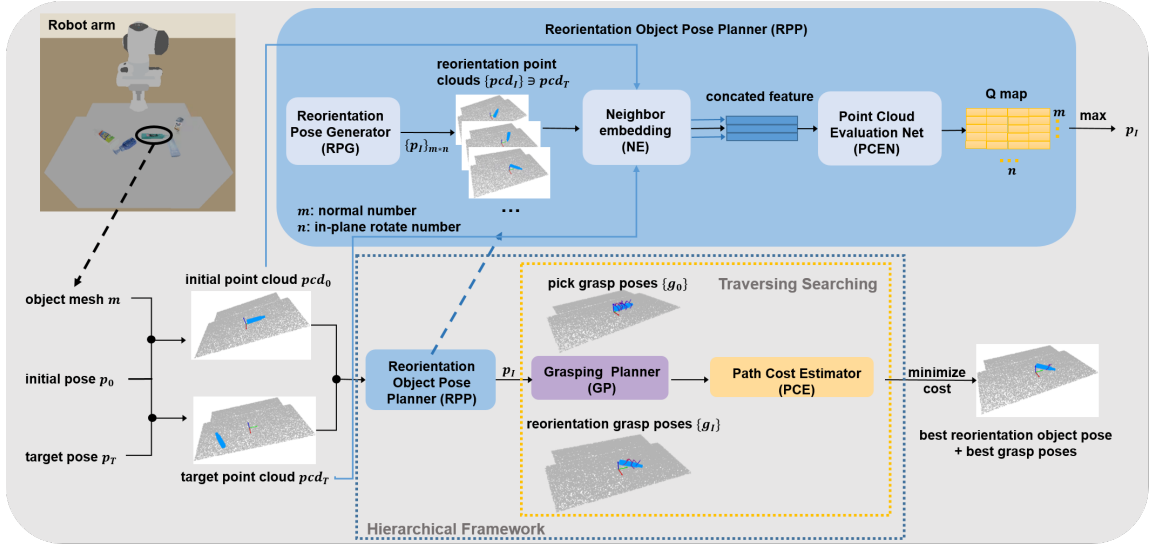 Robot arm
Reorientation Object Pose Planner (RPP)
reorientation point
clouds {pcd_I} ∋ pcd_T
Reorientation
Pose Generator
(RPG)
{p_I}_{m*n}
Neighbor
embedding
(NE)
concated feature
Point Cloud
Evaluation Net
(PCEN)
Q map
m
n
max
p_I
...
m: normal number
n: in-plane rotate number
initial point cloud pcd_0
object mesh m
initial pose p_0
target pose p_T
target point cloud pcd_T
Reorientation
Object Pose
Planner (RPP)
p_I
pick grasp poses {g_0}
Traversing Searching
Grasping Planner
(GP)
Path Cost Estimator
(PCE)
reorientation grasp poses {g_I}
minimize
cost
best reorientation object pose
+ best grasp poses
Hierarchical Framework